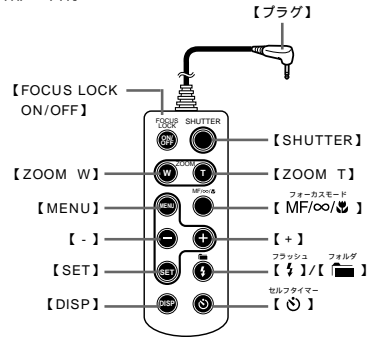 【プラグ】
【FOCUS LOCK
ON/OFF】
FOCUS
LOCK
SHUTTER
ON/
OFF
【SHUTTER】
ZOOM
【ZOOM W】
W
T
【ZOOM T】
MF/∞/🌷
フォーカスモード
【MENU】
MENU
【 MF/∞/🌷 】
【 - 】
−
+
【 + 】
フラッシュ
フォルダ
【SET】
SET
【 ⚡ 】/【 📁 】
セルフタイマー
【DISP】
DISP
【 ⏱ 】